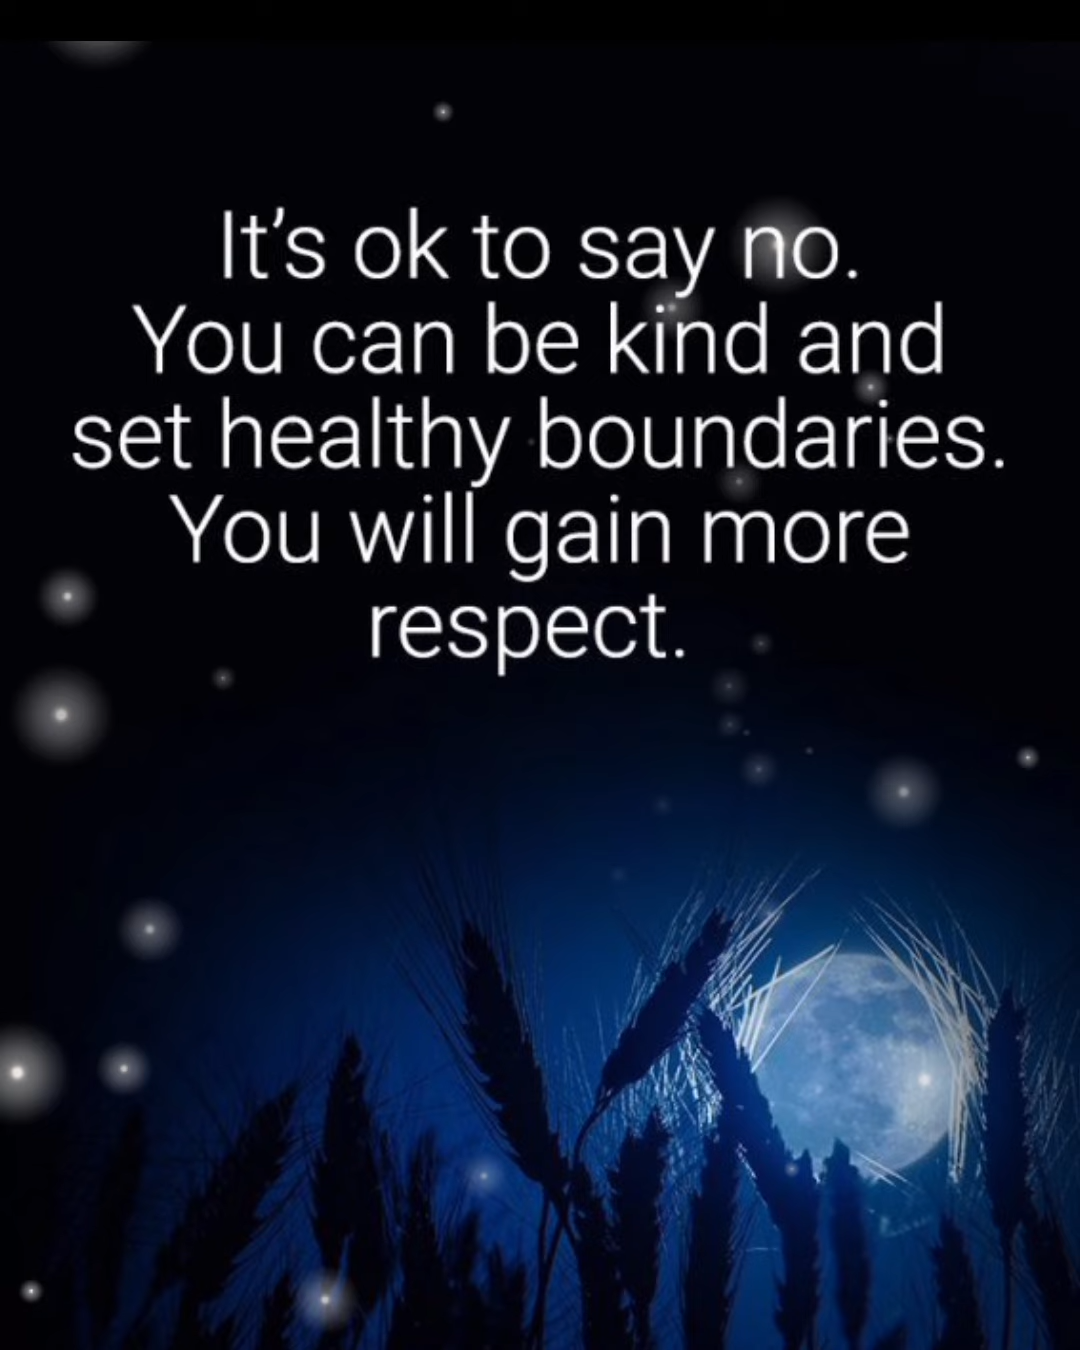 It’s ok to say no.
You can be kind and
set healthy boundaries.
You will gain more
respect.